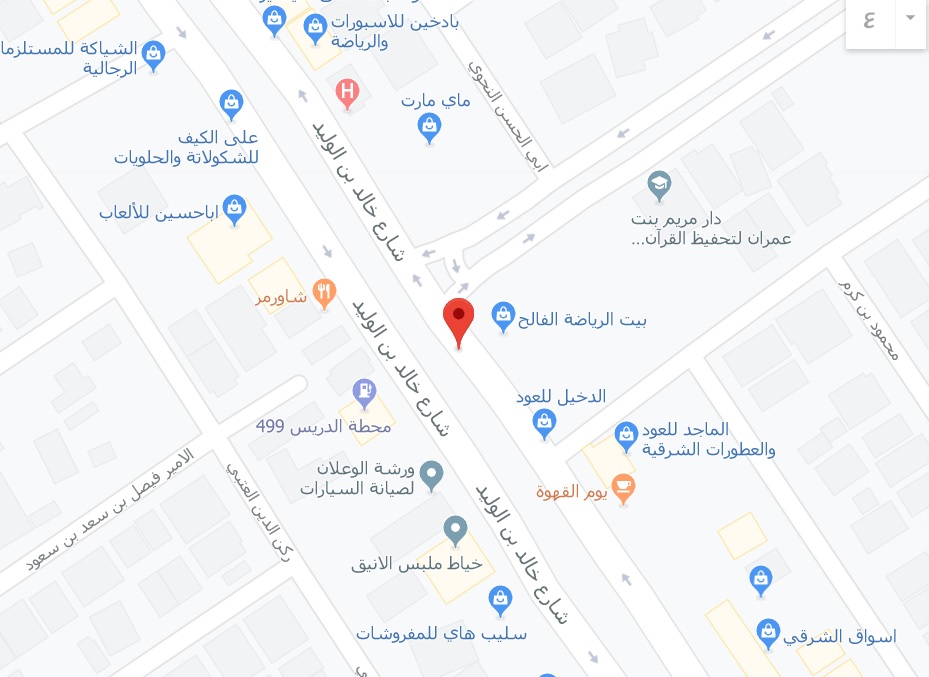 ع
بادخين للاسبورات
والرياضة
الشياكة للمستلزما
الرجالية
H
ماي مارت
ابي الحسن النحوي
على الكيف
للشكولاتة والحلويات
شارع خالد بن الوليد
دار مريم بنت
عمران لتحفيظ القرآن...
اباحسين للألعاب
شاورمر
شارع خالد بن الوليد
بيت الرياضة الفالح
محمود بن كرم
الدخيل للعود
محطة الدريس 499
الماجد للعود
والعطورات الشرقية
ورشة الوعلان
لصيانة السيارات
يوم القهوة
الامير فيصل بن سعد بن سعود
ركن الدين العتبي
شارع خالد بن الوليد
خياط ملبس الانيق
سليب هاي للمفروشات
اسواق الشرقي